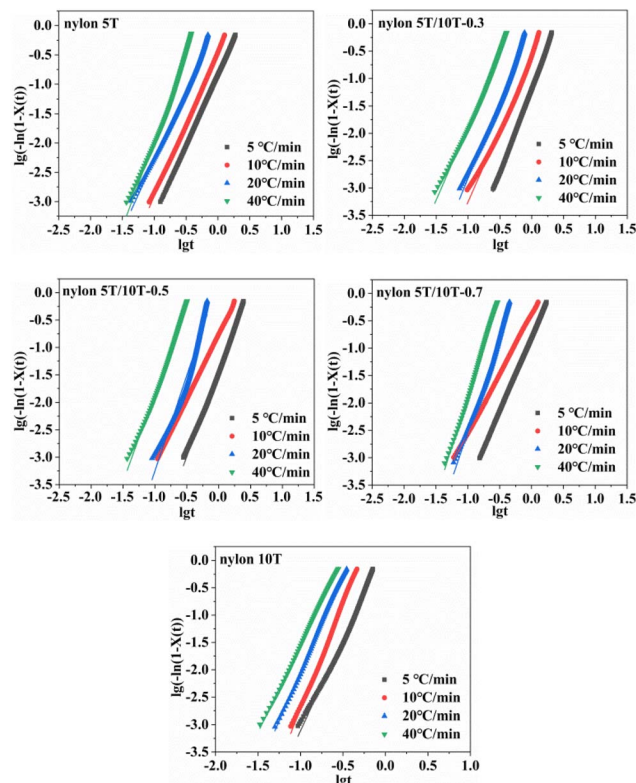 nylon 5T
lg(-ln(1-X(t))
0.0
-0.5
-1.0
-1.5
-2.0
-2.5
-3.0
5 ℃/min
10℃/min
20℃/min
40℃/min
-2.5 -2.0 -1.5 -1.0 -0.5 0.0 0.5 1.0 1.5
lgt
nylon 5T/10T-0.3
lg(-ln(1-X(t))
0.0
-0.5
-1.0
-1.5
-2.0
-2.5
-3.0
-3.5
5 ℃/min
10℃/min
20℃/min
40℃/min
-2.5 -2.0 -1.5 -1.0 -0.5 0.0 0.5 1.0 1.5
lgt
nylon 5T/10T-0.5
lg(-ln(1-X(t))
0.0
-0.5
-1.0
-1.5
-2.0
-2.5
-3.0
-3.5
5 ℃/min
10℃/min
20℃/min
40℃/min
-2.5 -2.0 -1.5 -1.0 -0.5 0.0 0.5 1.0 1.5
lgt
nylon 5T/10T-0.7
lg(-ln(1-X(t))
0.0
-0.5
-1.0
-1.5
-2.0
-2.5
-3.0
-3.5
5 ℃/min
10℃/min
20℃/min
40℃/min
-2.5 -2.0 -1.5 -1.0 -0.5 0.0 0.5 1.0 1.5
lgt
nylon 10T
lg(-ln(1-X(t))
0.0
-0.5
-1.0
-1.5
-2.0
-2.5
-3.0
-3.5
5 ℃/min
10℃/min
20℃/min
40℃/min
-2.0 -1.5 -1.0 -0.5 0.0 0.5 1.0
lgt